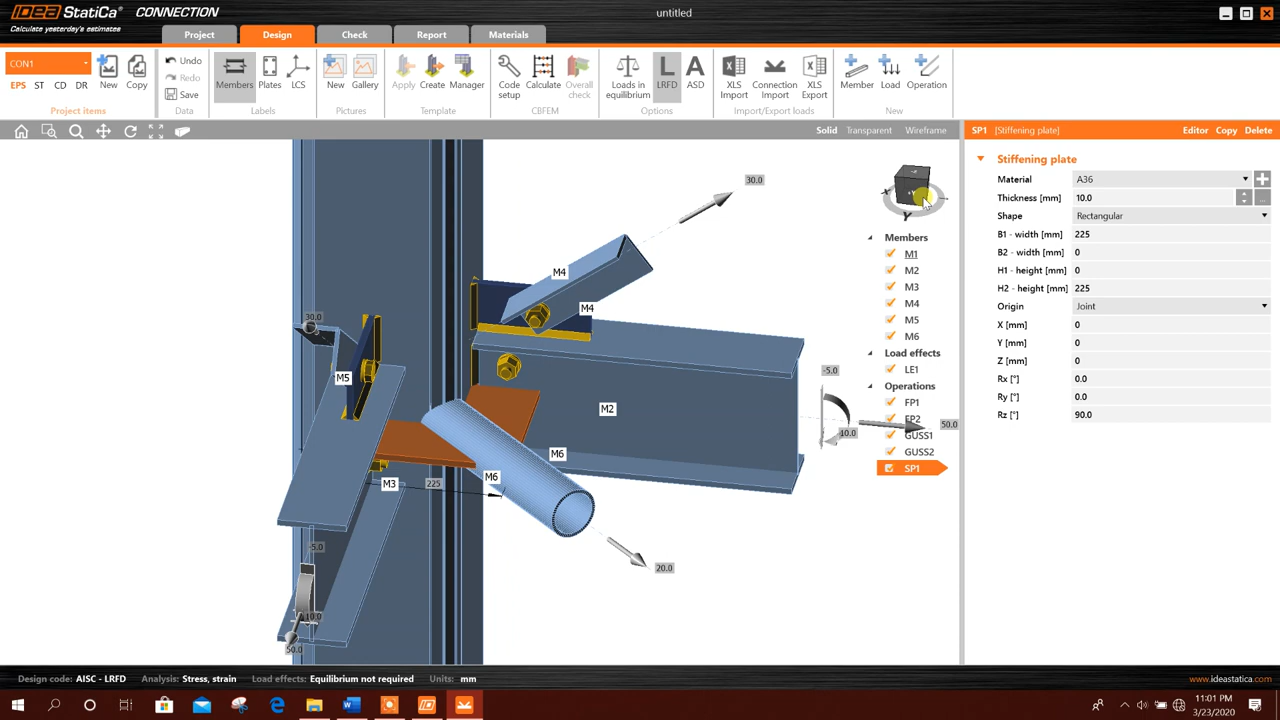 IDEA StatiCa® CONNECTION
Calculate yesterday's estimates
untitled
Project Design Check Report Materials
CON1
EPS ST CD DR
New Copy
Project items
Undo
Redo
Save
Data
Members Plates LCS
Labels
New Gallery
Pictures
Apply Create Manager
Template
Code setup Calculate Overall check
CBFEM
Loads in equilibrium LRFD ASD
Options
XLS Import Connection Import XLS Export
Import/Export loads
Member Load Operation
New
Solid Transparent Wireframe
SP1 [Stiffening plate] Editor Copy Delete
Stiffening plate
Material A36
Thickness [mm] 10.0
Shape Rectangular
B1 - width [mm] 225
B2 - width [mm] 0
H1 - height [mm] 0
H2 - height [mm] 225
Origin Joint
X [mm] 0
Y [mm] 0
Z [mm] 0
Rx [°] 0.0
Ry [°] 0.0
Rz [°] 90.0
X
Y
Members
M1
M2
M3
M4
M5
M6
Load effects
LE1
Operations
FP1
FP2
GUSS1
GUSS2
SP1
30.0
M4
M4
30.0
M5
-5.0
M2
10.0
50.0
M6
M6
M3
225
-5.0
20.0
10.0
50.0
Design code: AISC - LRFD Analysis: Stress, strain Load effects: Equilibrium not required Units: mm
www.ideastatica.com
11:01 PM
3/23/2020